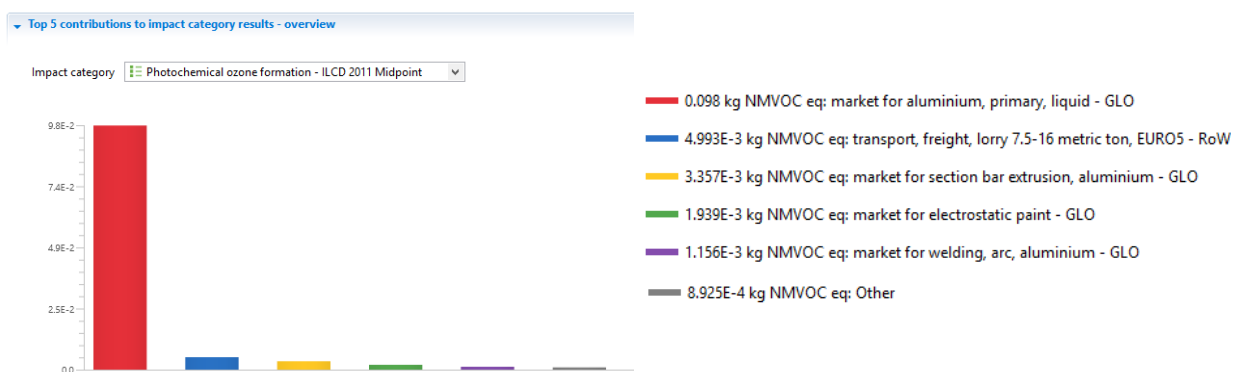 Top 5 contributions to impact category results - overview
Impact category Photochemical ozone formation - ILCD 2011 Midpoint
9.8E-2
7.4E-2
4.9E-2
2.5E-2
0.0
0.098 kg NMVOC eq: market for aluminium, primary, liquid - GLO
4.993E-3 kg NMVOC eq: transport, freight, lorry 7.5-16 metric ton, EURO5 - RoW
3.357E-3 kg NMVOC eq: market for section bar extrusion, aluminium - GLO
1.939E-3 kg NMVOC eq: market for electrostatic paint - GLO
1.156E-3 kg NMVOC eq: market for welding, arc, aluminium - GLO
8.925E-4 kg NMVOC eq: Other